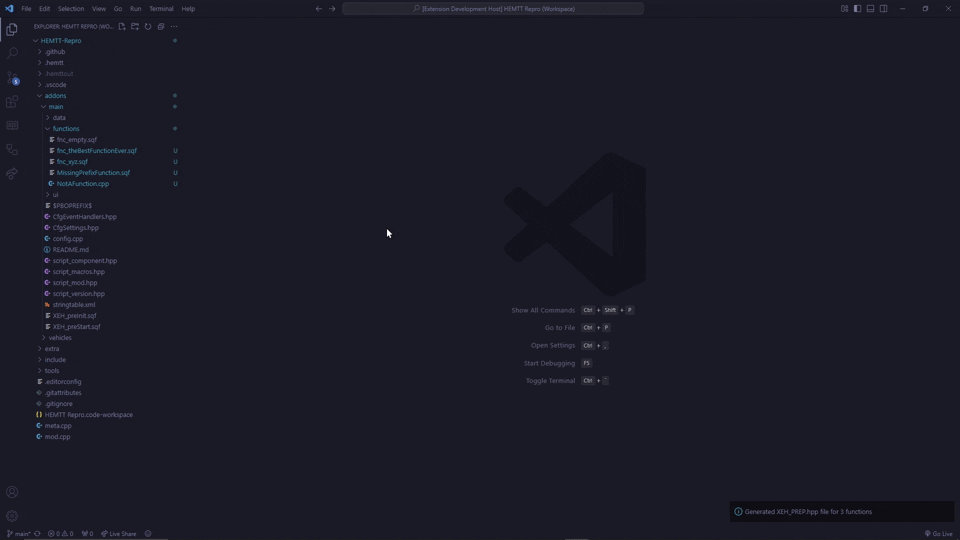 File Edit Selection View Go Run Terminal Help
[Extension Development Host] HEMTT Repro (Workspace)
EXPLORER: HEMTT REPRO (WO...
HEMTT-Repro
.github
.hemtt
.hemttout
.vscode
addons
main
data
functions
fnc_empty.sqf
fnc_theBestFunctionEver.sqf U
fnc_xyz.sqf U
MissingPrefixFunction.sqf U
NotAFunction.cpp U
ui
$PBOPREFIX$
CfgEventHandlers.hpp
CfgSettings.hpp
config.cpp
README.md
script_component.hpp
script_macros.hpp
script_mod.hpp
script_version.hpp
stringtable.xml
XEH_preInit.sqf
XEH_preStart.sqf
vehicles
extra
include
tools
.editorconfig
.gitattributes
.gitignore
HEMTT Repro.code-workspace
meta.cpp
mod.cpp
5
Show All Commands Ctrl + Shift + P
Go to File Ctrl + P
Open Settings Ctrl + ,
Start Debugging F5
Toggle Terminal Ctrl + `
Generated XEH_PREP.hpp file for 3 functions
main* 0 0 0 Live Share Go Live